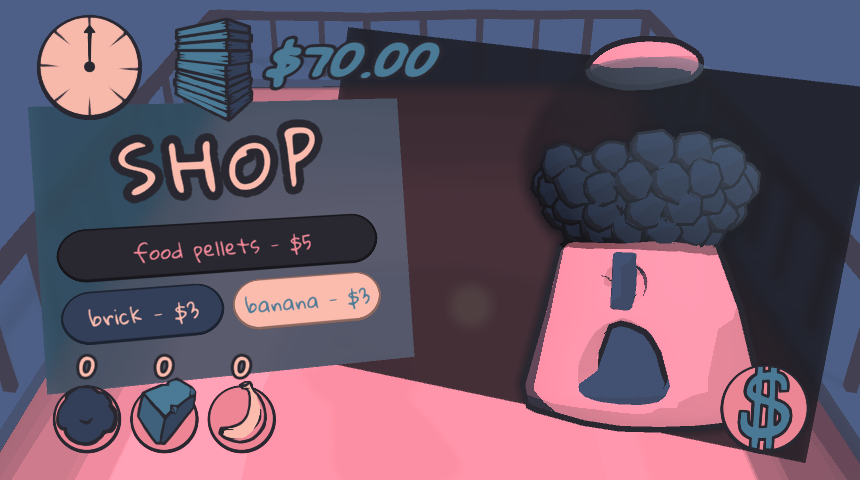 $70.00
SHOP
food pellets - $5
brick - $3
banana - $3
0 0 0
$